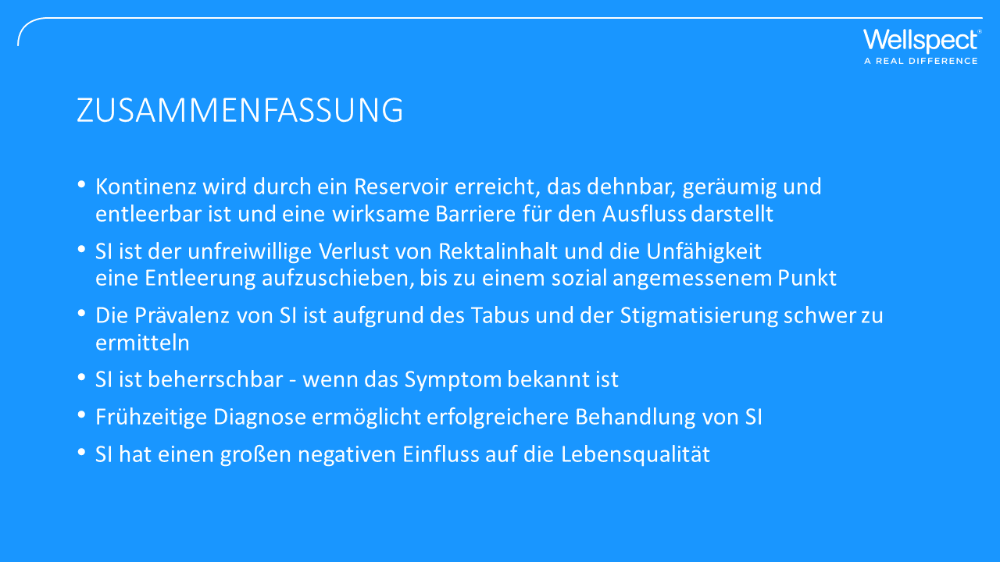 Wellspect®
A REAL DIFFERENCE
ZUSAMMENFASSUNG
• Kontinenz wird durch ein Reservoir erreicht, das dehnbar, geräumig und
entleerbar ist und eine wirksame Barriere für den Ausfluss darstellt
• SI ist der unfreiwillige Verlust von Rektalinhalt und die Unfähigkeit
eine Entleerung aufzuschieben, bis zu einem sozial angemessenem Punkt
• Die Prävalenz von SI ist aufgrund des Tabus und der Stigmatisierung schwer zu
ermitteln
• SI ist beherrschbar - wenn das Symptom bekannt ist
• Frühzeitige Diagnose ermöglicht erfolgreichere Behandlung von SI
• SI hat einen großen negativen Einfluss auf die Lebensqualität